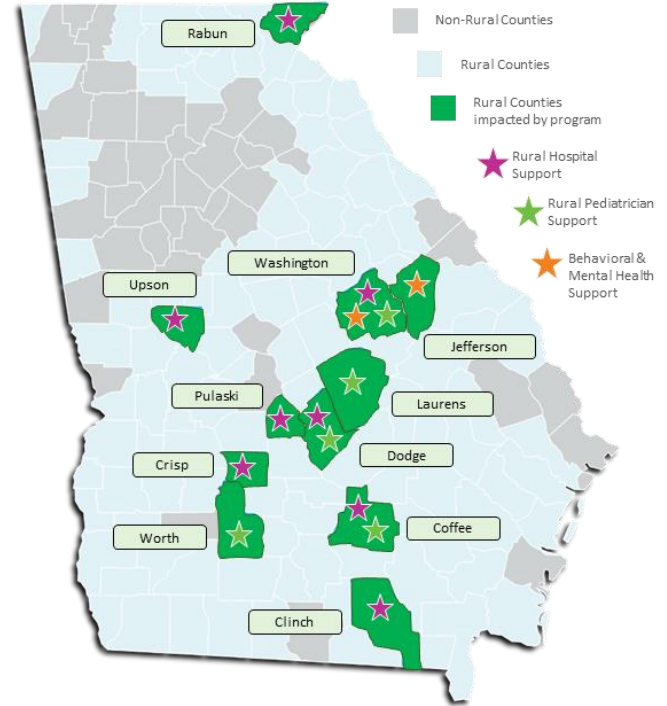 Rabun
Non-Rural Counties
Rural Counties
Rural Counties
impacted by program
Rural Hospital
Support
Rural Pediatrician
Support
Behavioral &
Mental Health
Support
Washington
Upson
Jefferson
Pulaski
Laurens
Crisp
Dodge
Worth
Coffee
Clinch